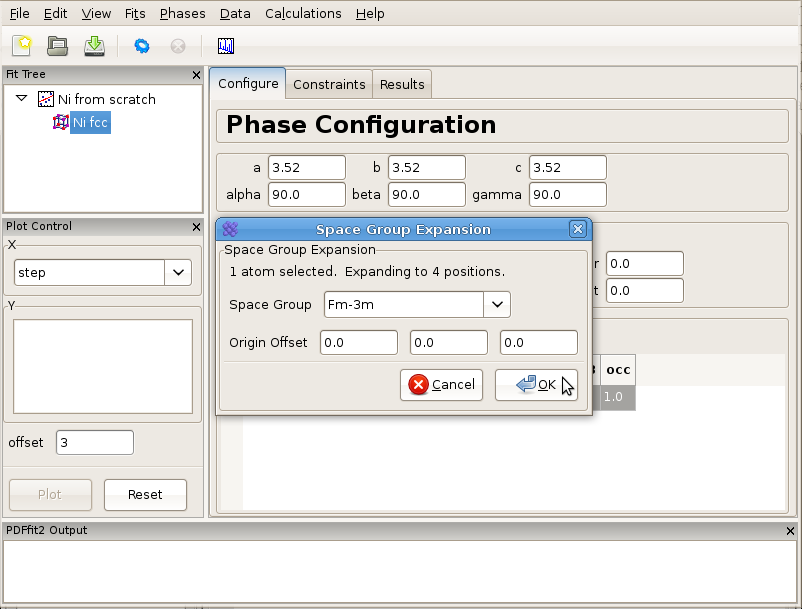 File Edit View Fits Phases Data Calculations Help
Fit Tree
Ni from scratch
Ni fcc
Plot Control
X
step
Y
offset 3
Plot Reset
Configure Constraints Results
Phase Configuration
a 3.52 b 3.52 c 3.52
alpha 90.0 beta 90.0 gamma 90.0
r 0.0
t 0.0
occ
1.0
Space Group Expansion
Space Group Expansion
1 atom selected. Expanding to 4 positions.
Space Group Fm-3m
Origin Offset 0.0 0.0 0.0
Cancel OK
PDFfit2 Output